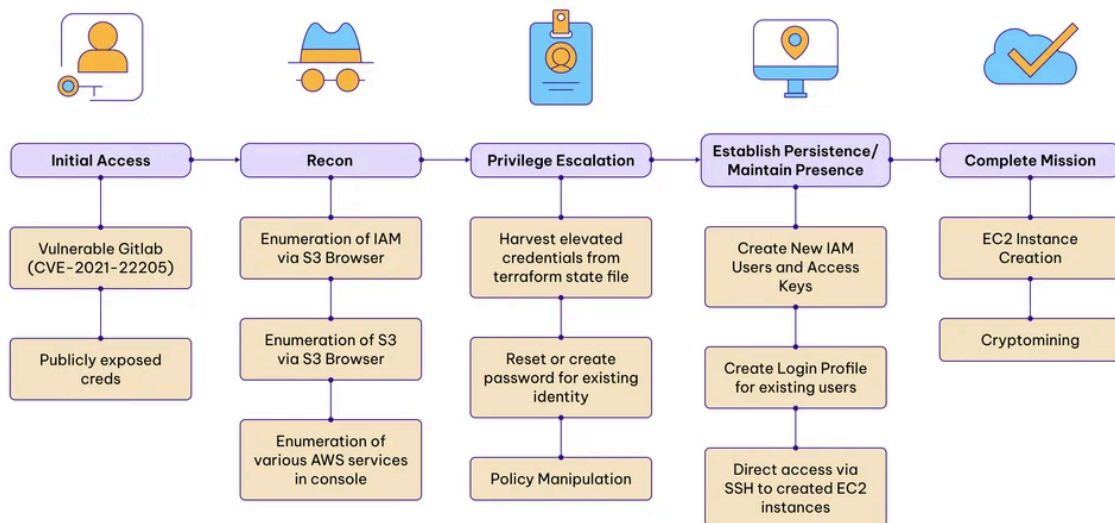 Initial Access
Recon
Privilege Escalation
Establish Persistence/
Maintain Presence
Complete Mission
Vulnerable Gitlab
(CVE-2021-22205)
Publicly exposed
creds
Enumeration of IAM
via S3 Browser
Enumeration of S3
via S3 Browser
Enumeration of
various AWS services
in console
Harvest elevated
credentials from
terraform state file
Reset or create
password for existing
identity
Policy Manipulation
Create New IAM
Users and Access
Keys
Create Login Profile
for existing users
Direct access via
SSH to created EC2
instances
EC2 Instance
Creation
Cryptomining